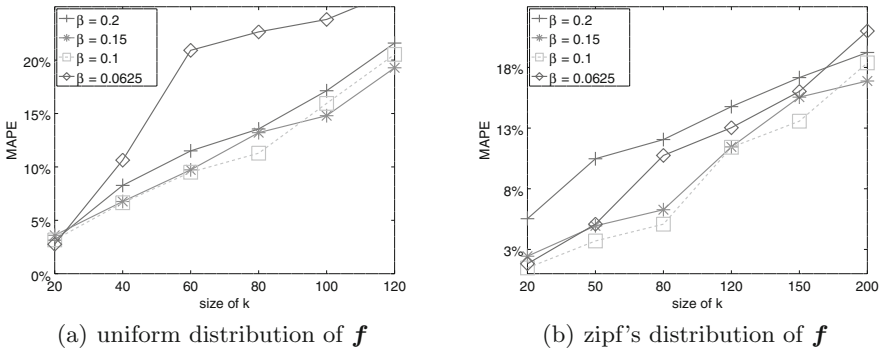 β = 0.2
β = 0.15
β = 0.1
β = 0.0625
20%
15%
10%
5%
0%
MAPE
20 40 60 80 100 120
size of k
(a) uniform distribution of f
β = 0.2
β = 0.15
β = 0.1
β = 0.0625
18%
13%
8%
3%
MAPE
20 50 80 120 150 200
size of k
(b) zipf's distribution of f